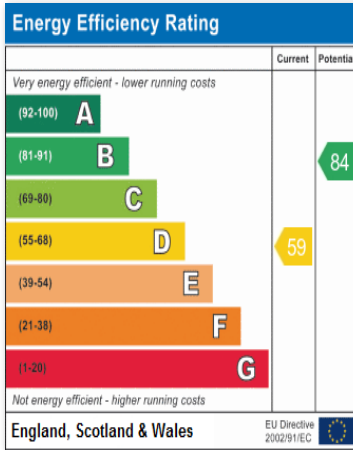 Energy Efficiency Rating
Current Potential
Very energy efficient - lower running costs
(92-100) A
(81-91) B
84
(69-80) C
(55-68) D
59
(39-54) E
(21-38) F
(1-20) G
Not energy efficient - higher running costs
England, Scotland & Wales
EU Directive
2002/91/EC